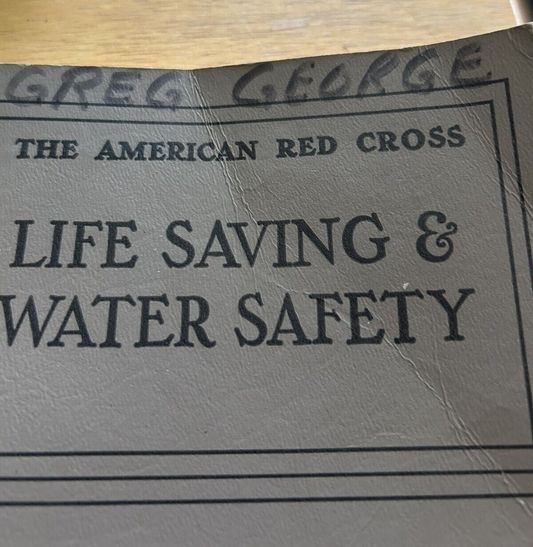 GREG GEORGE
THE AMERICAN RED CROSS
LIFE SAVING &
WATER SAFETY